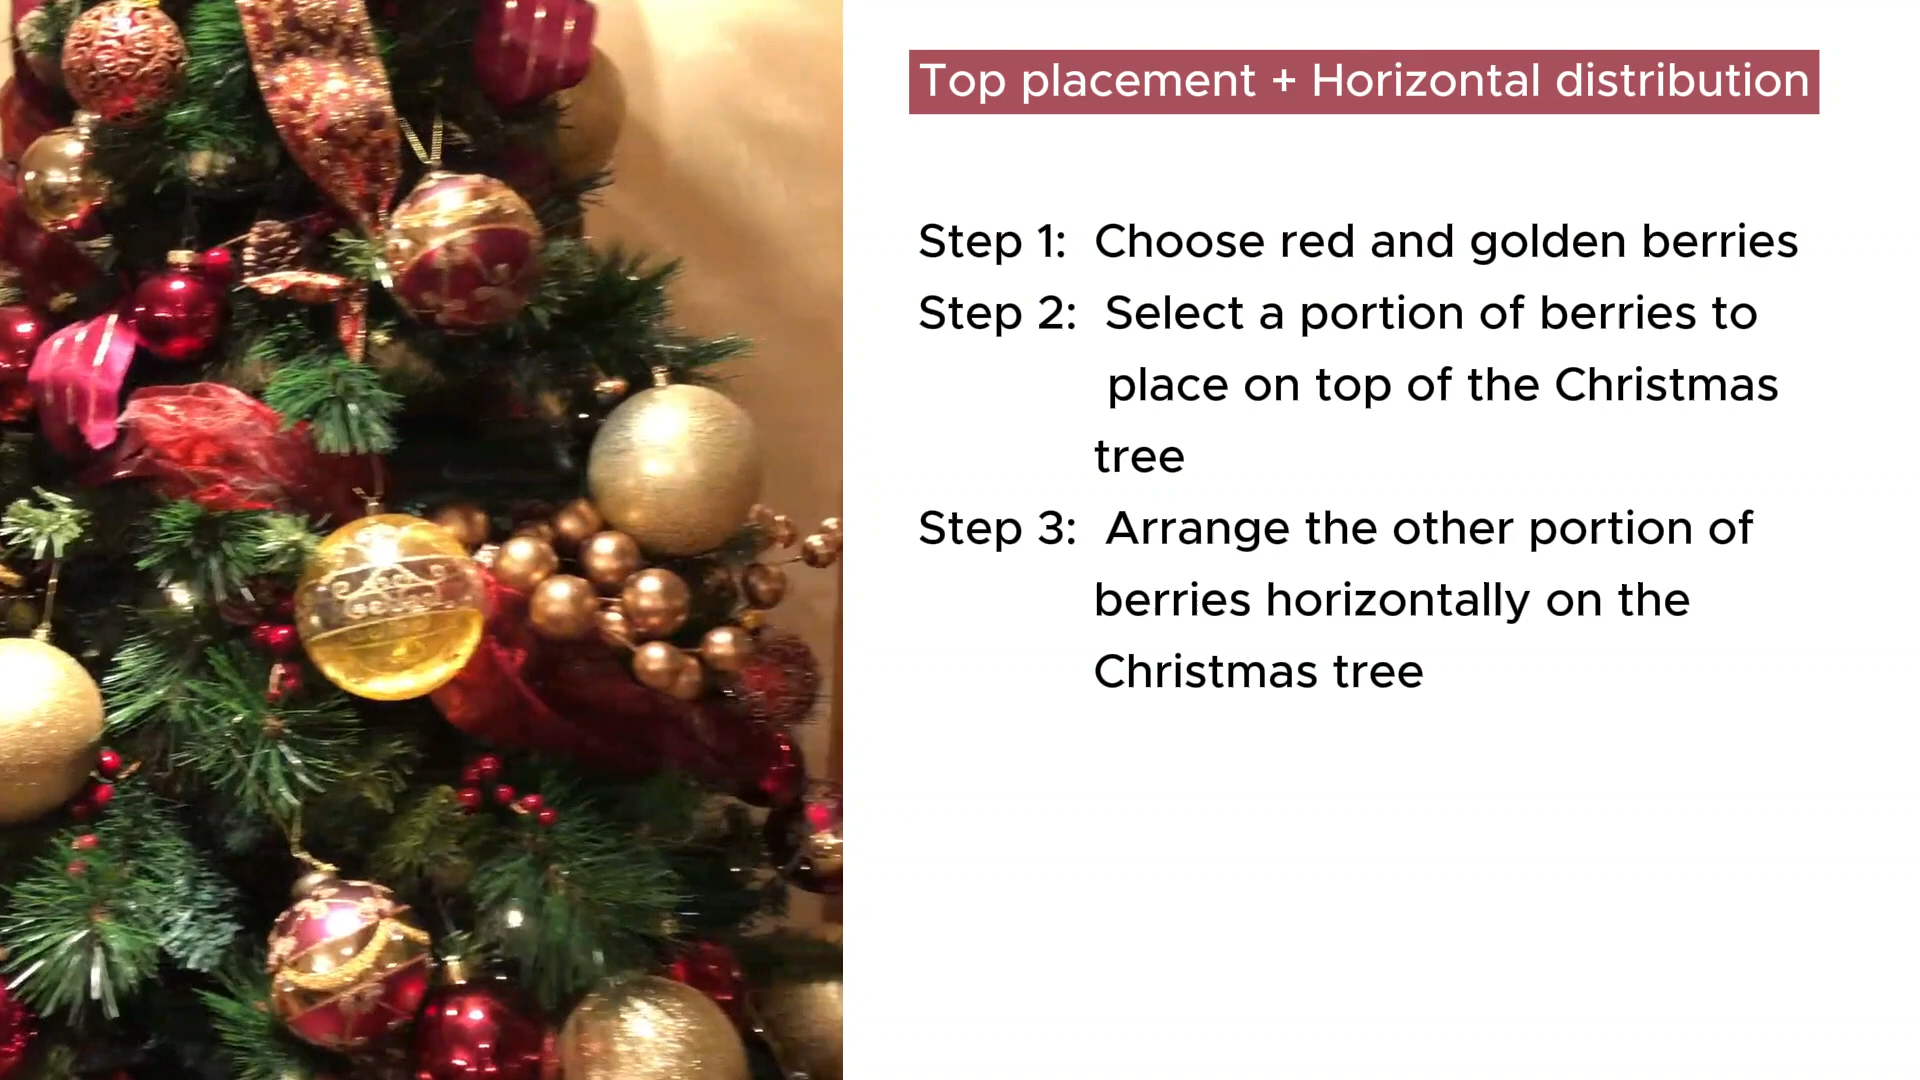 Top placement + Horizontal distribution
Step 1: Choose red and golden berries
Step 2: Select a portion of berries to
place on top of the Christmas
tree
Step 3: Arrange the other portion of
berries horizontally on the
Christmas tree